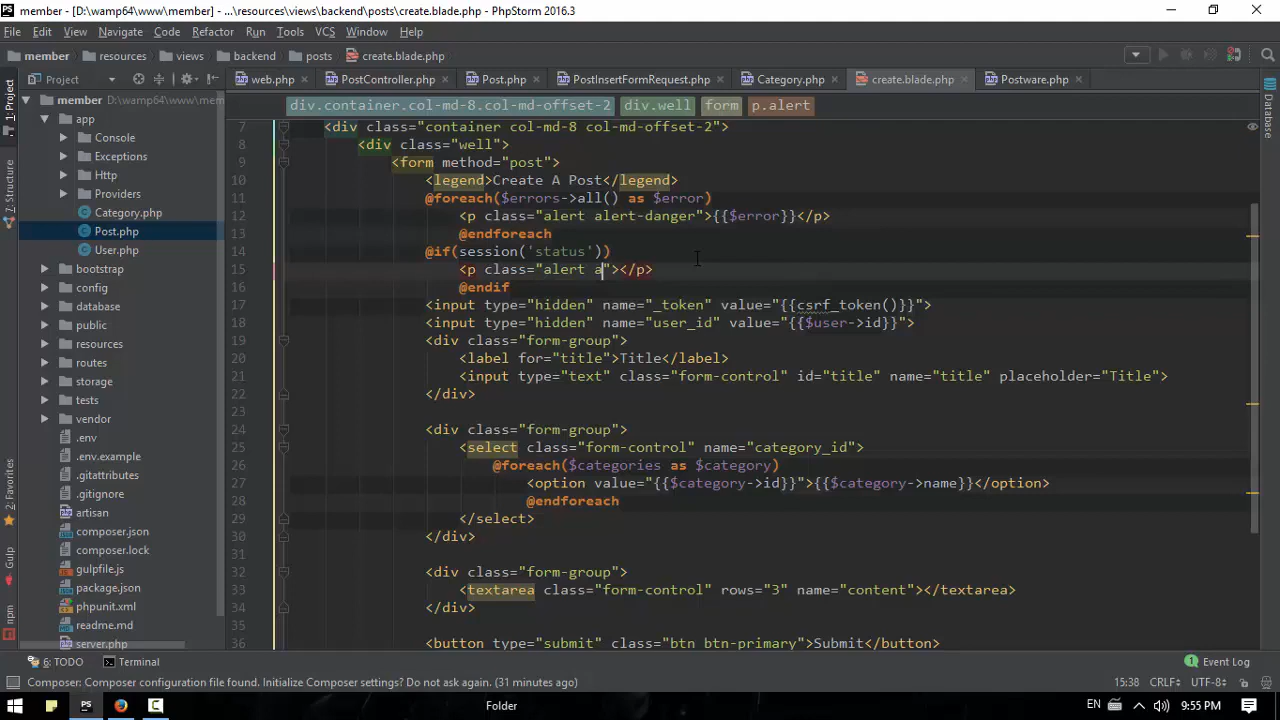 member - [D:\wamp64\www\member] - ...\resources\views\backend\posts\create.blade.php - PhpStorm 2016.3
File Edit View Navigate Code Refactor Run Tools VCS Window Help
member resources views backend posts create.blade.php
Project
web.php PostController.php Post.php PostInsertFormRequest.php Category.php create.blade.php Postware.php
div.container.col-md-8.col-md-offset-2 div.well form p.alert
1: Project
7: Structure
2: Favorites
Gulp
npm
Database
member D:\wamp64\www\mem
app
Console
Exceptions
Http
Providers
Category.php
Post.php
User.php
bootstrap
config
database
public
resources
routes
storage
tests
vendor
.env
.env.example
.gitattributes
.gitignore
artisan
composer.json
composer.lock
gulpfile.js
package.json
phpunit.xml
readme.md
server.php
7 <div class="container col-md-8 col-md-offset-2">
8 <div class="well">
9 <form method="post">
10 <legend>Create A Post</legend>
11 @foreach($errors->all() as $error)
12 <p class="alert alert-danger">{{$error}}</p>
13 @endforeach
14 @if(session('status'))
15 <p class="alert a"></p>
16 @endif
17 <input type="hidden" name="_token" value="{{csrf_token()}}">
18 <input type="hidden" name="user_id" value="{{$user->id}}">
19 <div class="form-group">
20 <label for="title">Title</label>
21 <input type="text" class="form-control" id="title" name="title" placeholder="Title">
22 </div>
23
24 <div class="form-group">
25 <select class="form-control" name="category_id">
26 @foreach($categories as $category)
27 <option value="{{$category->id}}">{{$category->name}}</option>
28 @endforeach
29 </select>
30 </div>
31
32 <div class="form-group">
33 <textarea class="form-control" rows="3" name="content"></textarea>
34 </div>
35
36 <button type="submit" class="btn btn-primary">Submit</button>
6: TODO Terminal Event Log
Composer: Composer configuration file found. Initialize Composer settings? Do not ask again. (31 minutes ago) 15:38 CRLF÷ UTF-8÷
PS Folder EN 9:55 PM